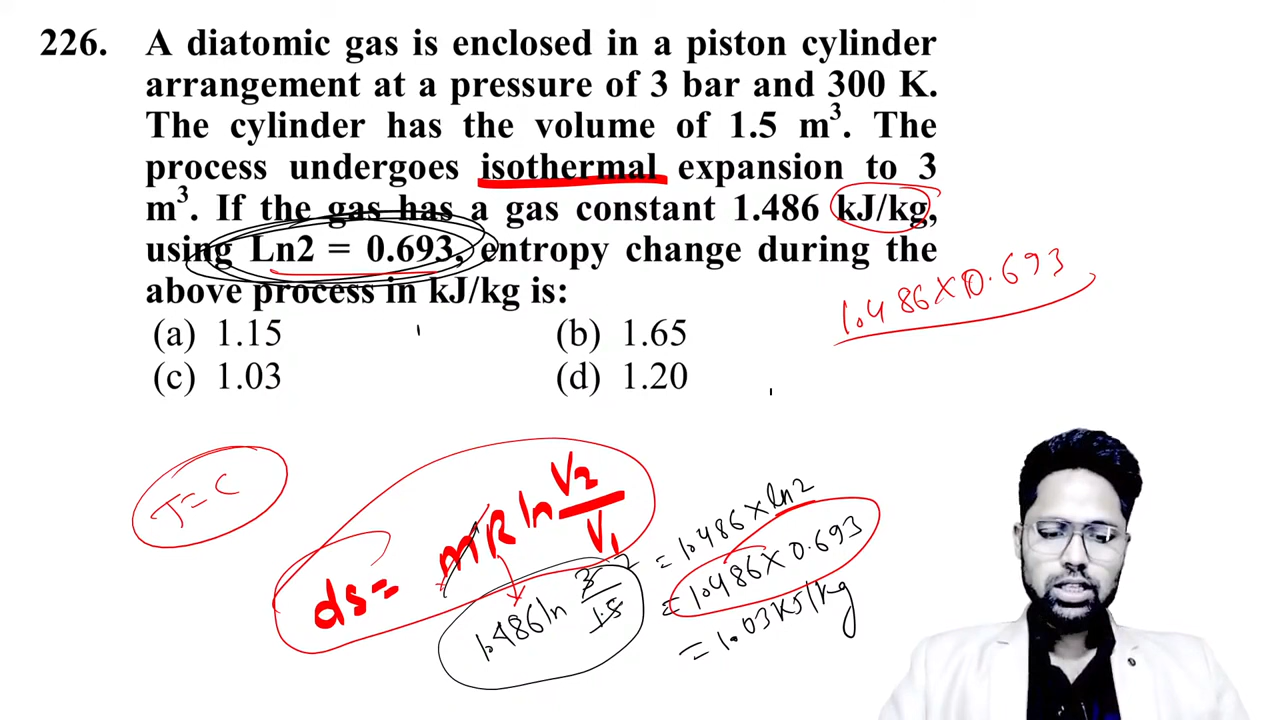 226. A diatomic gas is enclosed in a piston cylinder
arrangement at a pressure of 3 bar and 300 K.
The cylinder has the volume of 1.5 m³. The
process undergoes isothermal expansion to 3
m³. If the gas has a gas constant 1.486 kJ/kg,
using Ln2 = 0.693, entropy change during the
above process in kJ/kg is:
(a) 1.15 (b) 1.65
(c) 1.03 (d) 1.20
1.486×0.693
T=C
ds= mR ln V₂/V₁
1.486 ln 3/1.5 2
= 1.486 × ln 2
= 1.486 × 0.693
= 1.03 KJ/kg